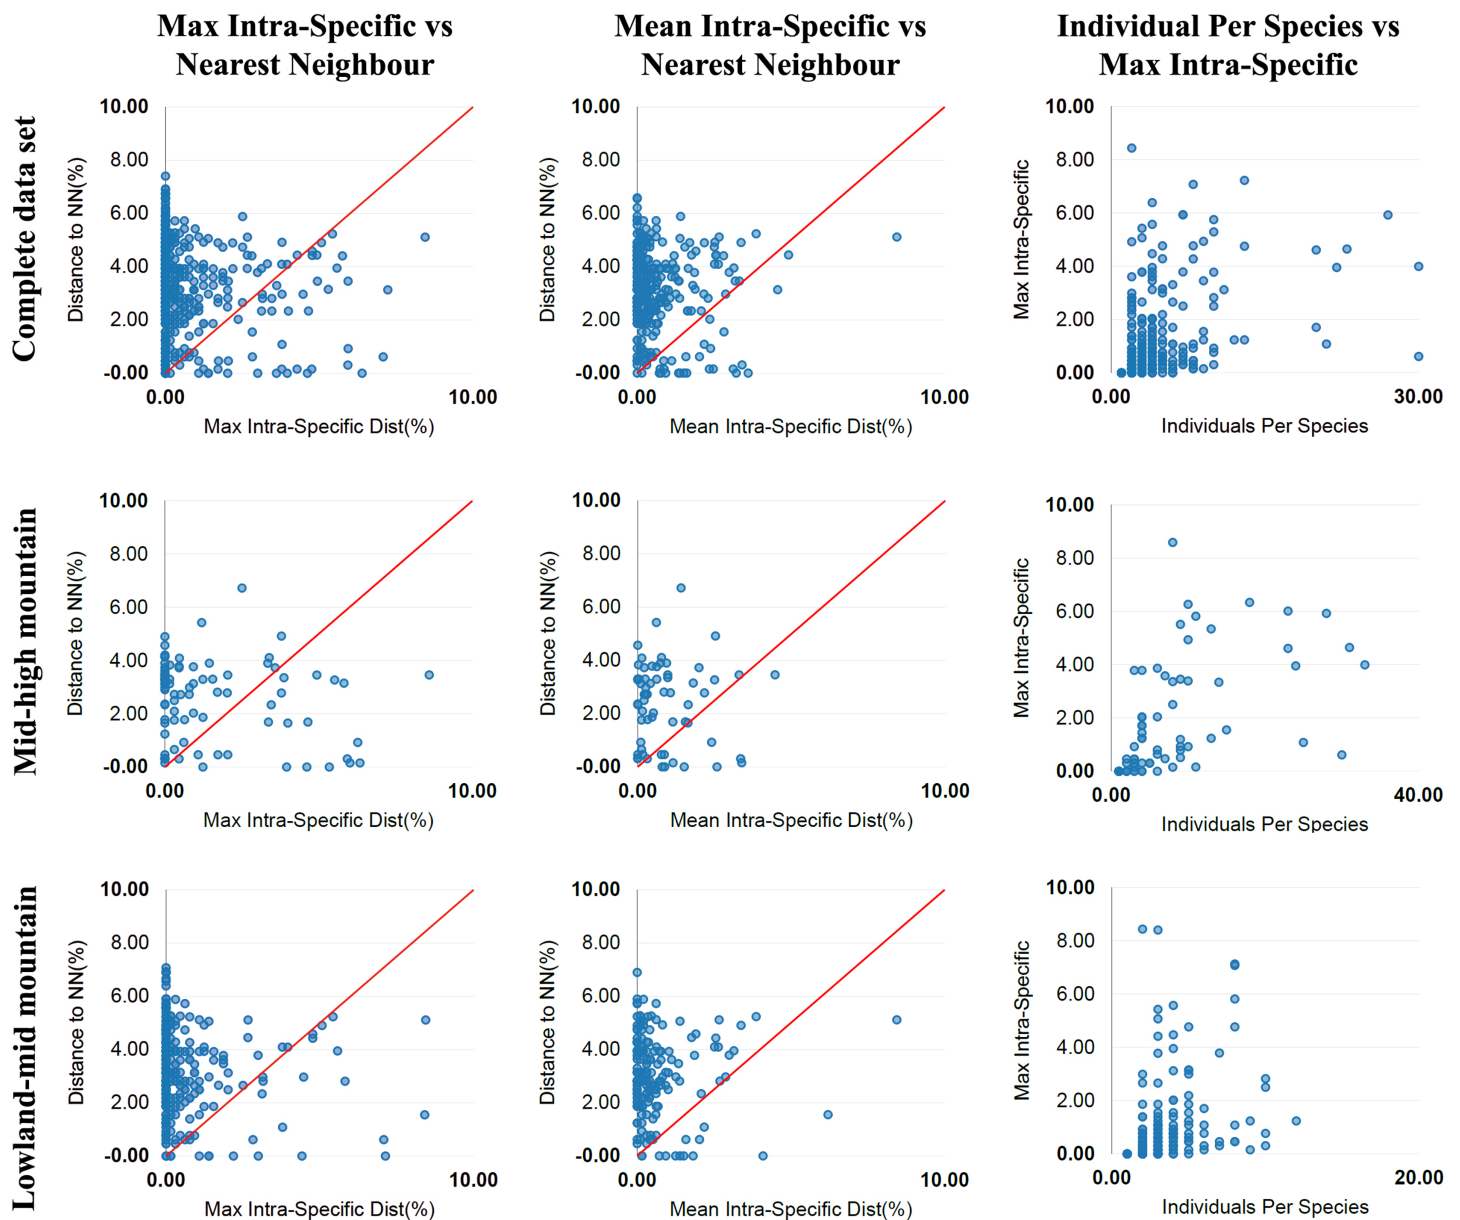 Max Intra-Specific vs
Nearest Neighbour
Mean Intra-Specific vs
Nearest Neighbour
Individual Per Species vs
Max Intra-Specific
Complete data set
Distance to NN(%)
10.00
8.00
6.00
4.00
2.00
-0.00
0.00
10.00
Max Intra-Specific Dist(%)
Distance to NN(%)
10.00
8.00
6.00
4.00
2.00
-0.00
0.00
10.00
Mean Intra-Specific Dist(%)
Max Intra-Specific
10.00
8.00
6.00
4.00
2.00
0.00
0.00
30.00
Individuals Per Species
Mid-high mountain
Distance to NN(%)
10.00
8.00
6.00
4.00
2.00
-0.00
0.00
10.00
Max Intra-Specific Dist(%)
Distance to NN(%)
10.00
8.00
6.00
4.00
2.00
-0.00
0.00
10.00
Mean Intra-Specific Dist(%)
Max Intra-Specific
10.00
8.00
6.00
4.00
2.00
0.00
0.00
40.00
Individuals Per Species
Lowland-mid mountain
Distance to NN(%)
10.00
8.00
6.00
4.00
2.00
-0.00
0.00
10.00
Max Intra-Specific Dist(%)
Distance to NN(%)
10.00
8.00
6.00
4.00
2.00
-0.00
0.00
10.00
Mean Intra-Specific Dist(%)
Max Intra-Specific
10.00
8.00
6.00
4.00
2.00
0.00
0.00
20.00
Individuals Per Species